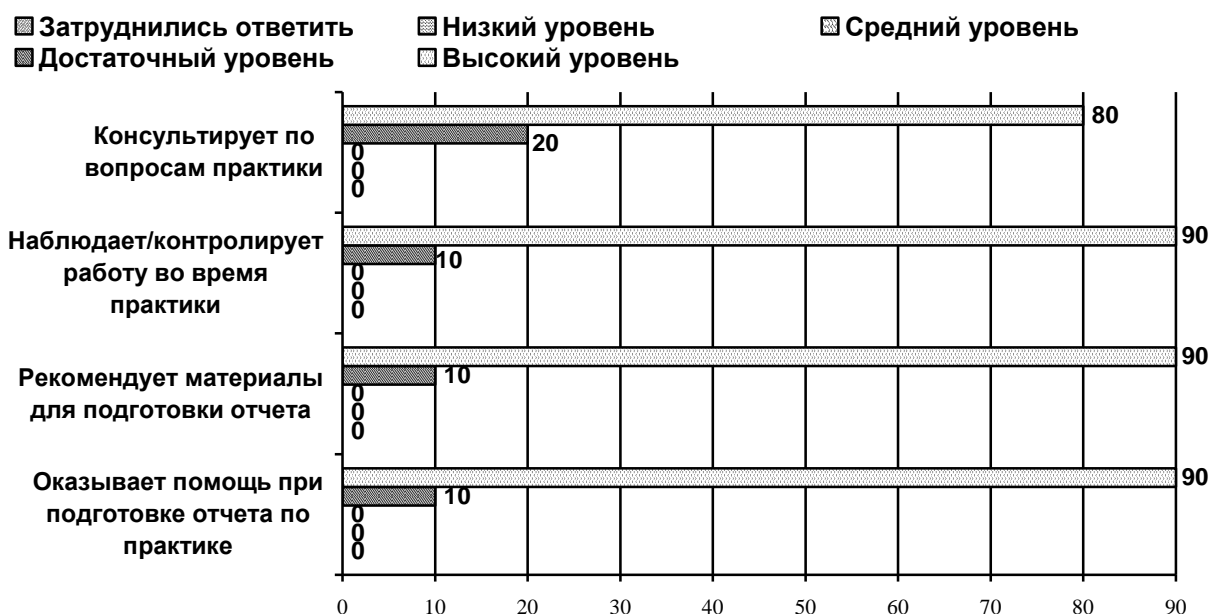 Затруднились ответить Низкий уровень Средний уровень
Достаточный уровень Высокий уровень
Консультирует по
вопросам практики
80
20
0
0
0
Наблюдает/контролирует
работу во время
практики
90
10
0
0
0
Рекомендует материалы
для подготовки отчета
90
10
0
0
0
Оказывает помощь при
подготовке отчета по
практике
90
10
0
0
0
0 10 20 30 40 50 60 70 80 90